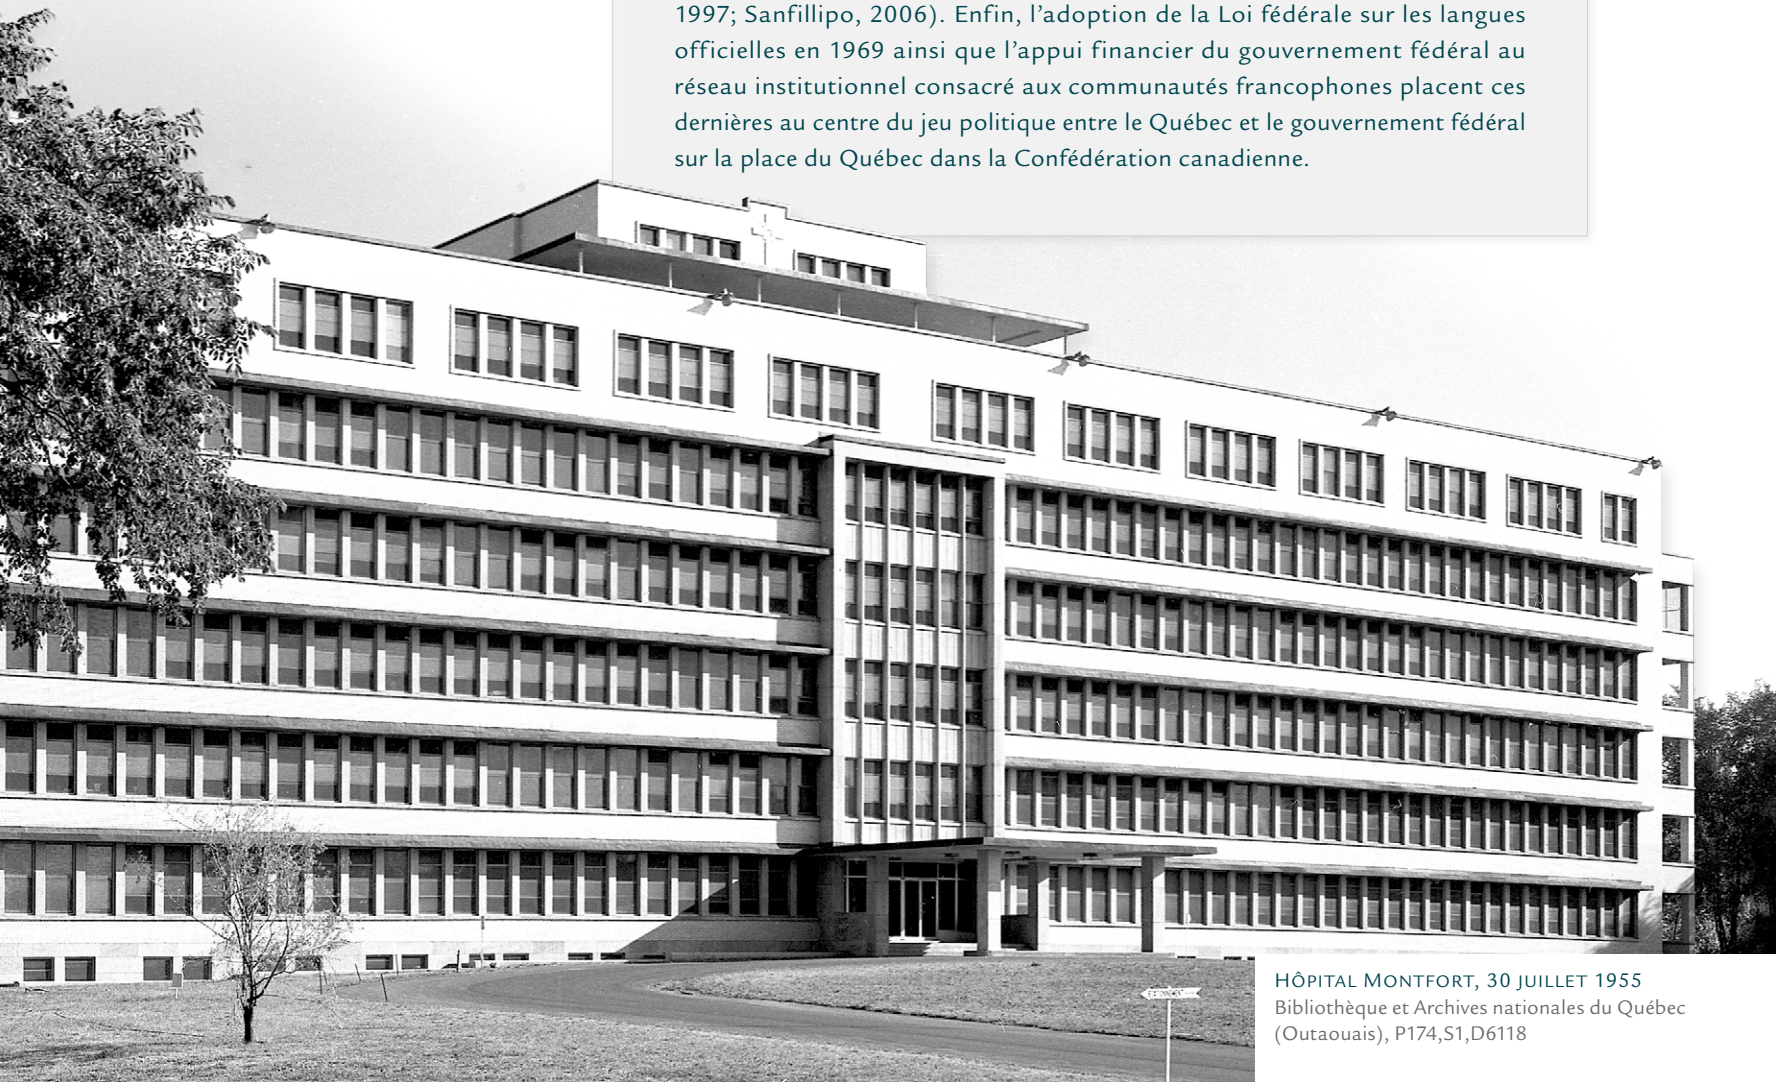 1997; Sanfillipo, 2006). Enfin, l’adoption de la Loi fédérale sur les langues
officielles en 1969 ainsi que l’appui financier du gouvernement fédéral au
réseau institutionnel consacré aux communautés francophones placent ces
dernières au centre du jeu politique entre le Québec et le gouvernement fédéral
sur la place du Québec dans la Confédération canadienne.
HÔPITAL MONTFORT, 30 JUILLET 1955
Bibliothèque et Archives nationales du Québec
(Outaouais), P174,S1,D6118